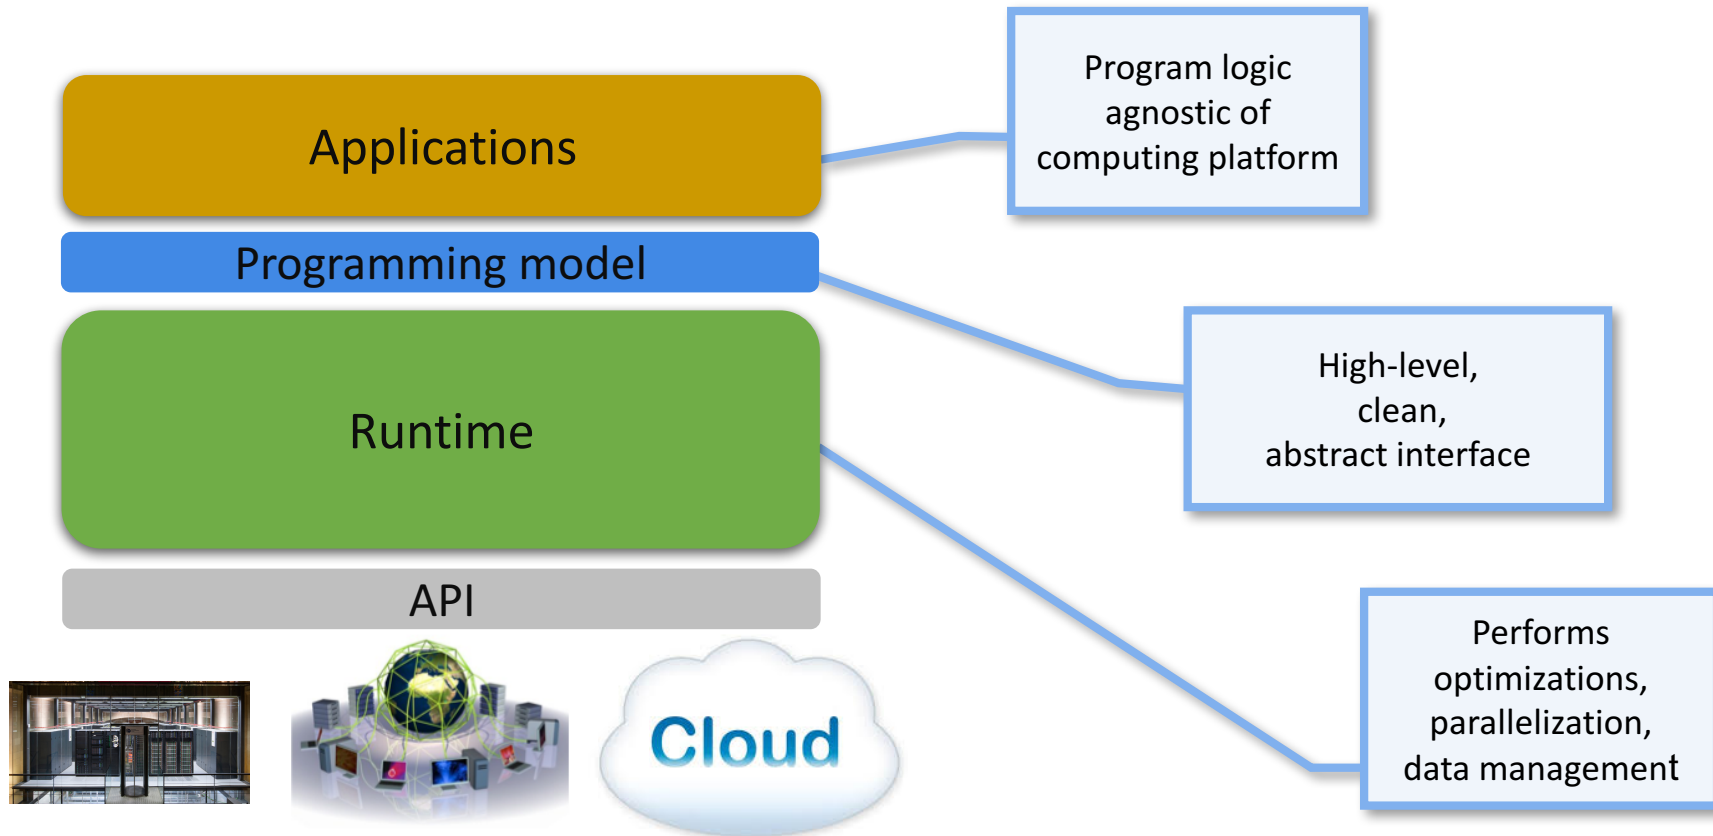 Applications
Programming model
Runtime
API
Cloud
Program logic
agnostic of
computing platform
High-level,
clean,
abstract interface
Performs
optimizations,
parallelization,
data management